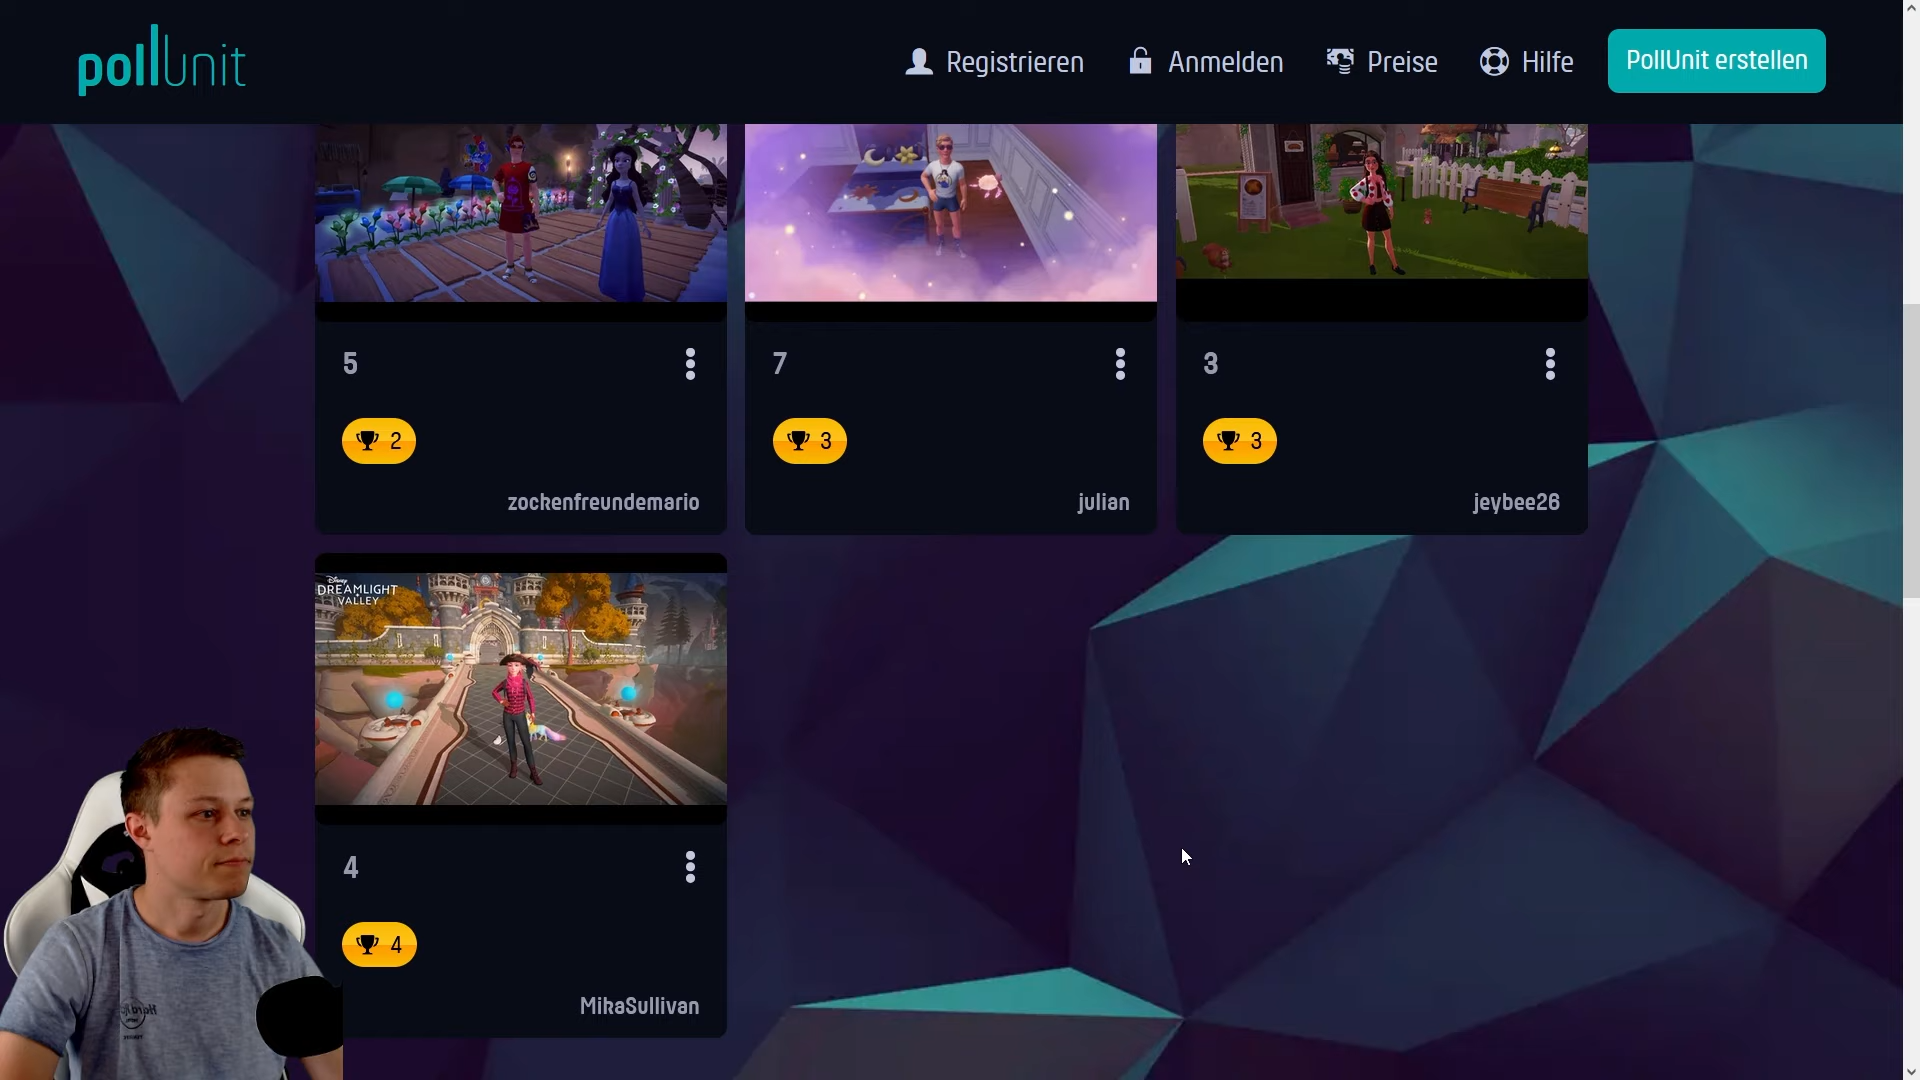 pollUnit
Registrieren
Anmelden
Preise
Hilfe
PollUnit erstellen
5
7
3
2
3
3
zockenfreundemario
julian
jeybee26
Disney
DREAMLIGHT
VALLEY
4
4
MikaSullivan